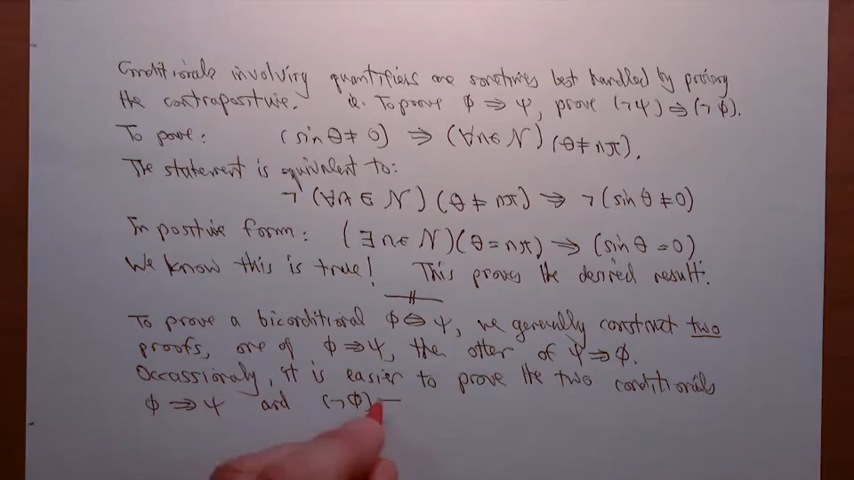 Conditionals involving quantifiers are sometimes best handled by proving
the contrapositive. ie. To prove φ ⇒ ψ, prove (¬ψ) ⇒ (¬φ).
To prove: (sin θ ≠ 0) ⇒ (∀n ∈ N) (θ ≠ nπ).
The statement is equivalent to:
¬ (∀n ∈ N) (θ ≠ nπ) ⇒ ¬ (sin θ ≠ 0)
In positive form: (∃ n ∈ N) (θ = nπ) ⇒ (sin θ = 0)
We know this is true! This proves the desired result.
To prove a biconditional φ ⇔ ψ, we generally construct two
proofs, one of φ ⇒ ψ, the other of ψ ⇒ φ.
Occassionaly, it is easier to prove the two conditionals
φ ⇒ ψ and (¬φ)